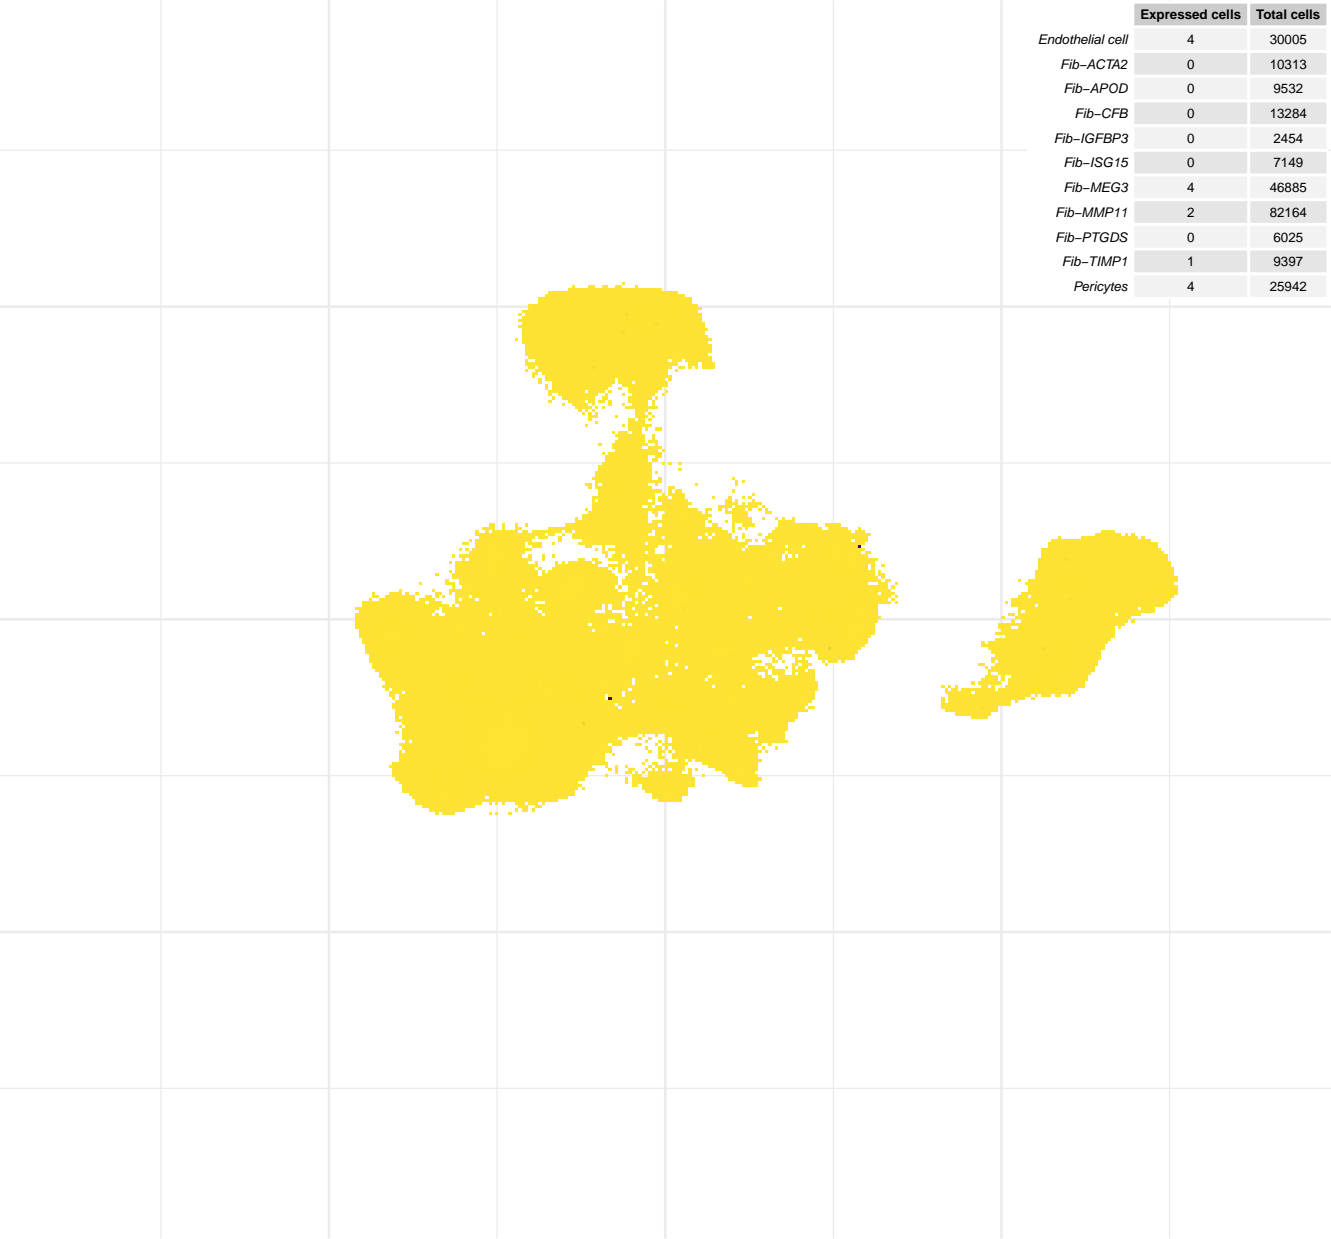 Expressed cells Total cells
Endothelial cell 4 30005
Fib−ACTA2 0 10313
Fib−APOD 0 9532
Fib−CFB 0 13284
Fib−IGFBP3 0 2454
Fib−ISG15 0 7149
Fib−MEG3 4 46885
Fib−MMP11 2 82164
Fib−PTGDS 0 6025
Fib−TIMP1 1 9397
Pericytes 4 25942